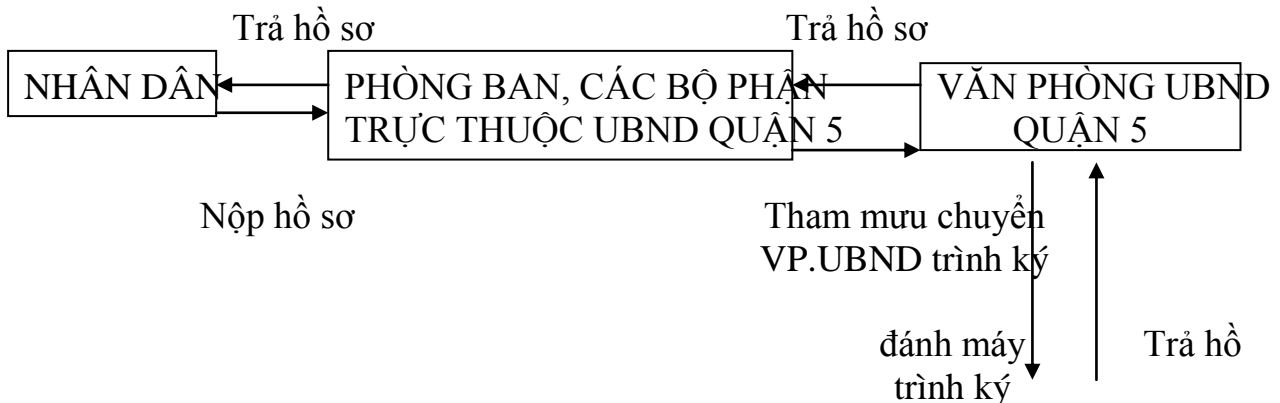 Trả hồ sơ Trả hồ sơ
NHÂN DÂN PHÒNG BAN, CÁC BỘ PHẬN VĂN PHÒNG UBND
TRỰC THUỘC UBND QUẬN 5 QUẬN 5
Nộp hồ sơ Tham mưu chuyển
VP.UBND trình ký
đánh máy Trả hồ
trình ký